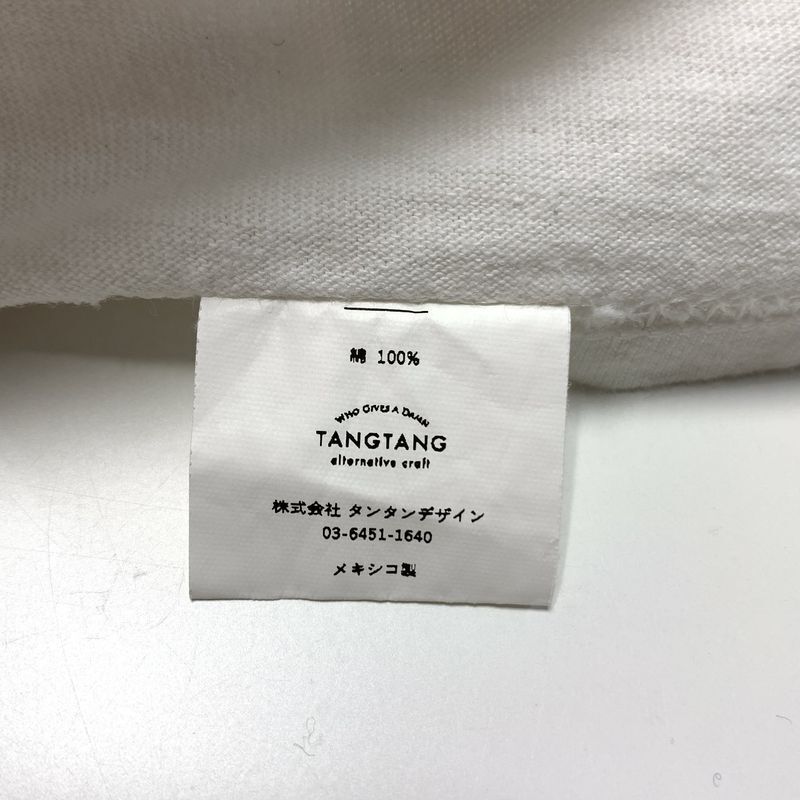 綿 100%
WHO GIVES A DAMN
TANGTANG
alternative craft
株式会社 タンタンデザイン
03-6451-1640
メキシコ製